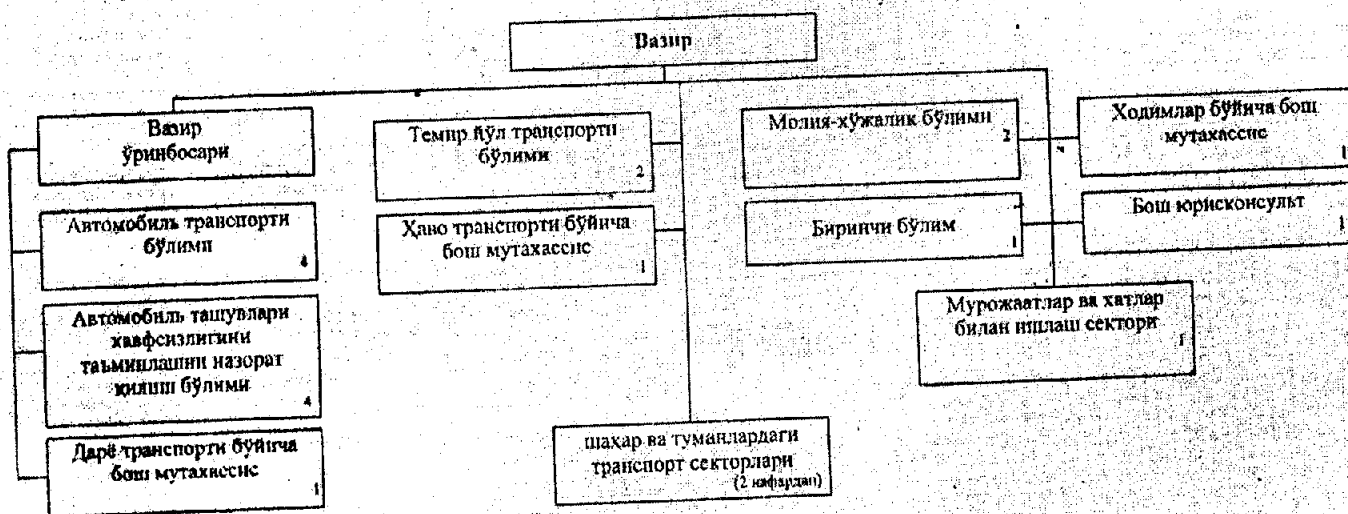 Вазир
Вазир
ўринбосари
Автомобиль транспорти
бўлими
4
Автомобиль ташувлари
хавфсизлигини
таъминлашни назорат
қилиш бўлими
4
Дарё транспорти бўйича
бош мутахассис
1
Темир йўл транспорти
бўлими
2
Ҳаво транспорти бўйича
бош мутахассис
1
шаҳар ва туманлардаги
транспорт секторлари
(2 нафардан)
Молия-хўжалик бўлими
2
Биринчи бўлим
1
Ходимлар бўйича бош
мутахассис
1
Бош юрисконсульт
1
Мурожаатлар ва хатлар
билан ишлаш сектори
1